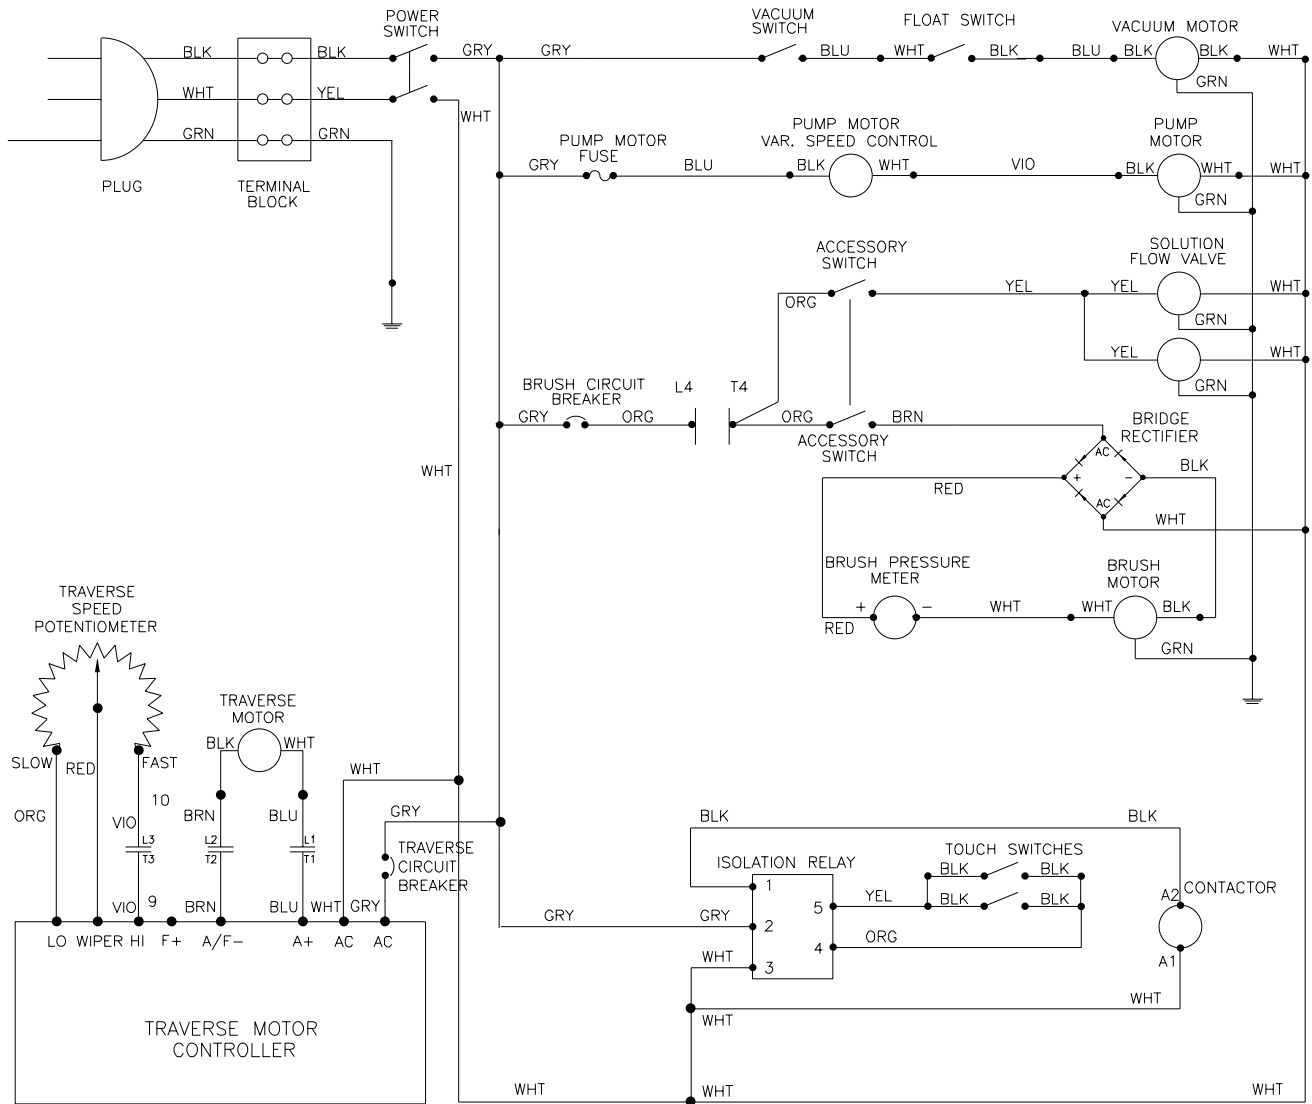 POWER
SWITCH
VACUUM
SWITCH
FLOAT SWITCH
VACUUM MOTOR
BLK BLK GRY GRY BLU WHT BLK BLU BLK BLK WHT
GRN
WHT YEL
WHT
GRN GRN
PLUG
TERMINAL
BLOCK
PUMP MOTOR
FUSE
PUMP MOTOR
VAR. SPEED CONTROL
PUMP
MOTOR
GRY BLU BLK WHT VIO BLK WHT WHT
GRN
ACCESSORY
SWITCH
SOLUTION
FLOW VALVE
ORG YEL YEL WHT
GRN
YEL WHT
GRN
BRUSH CIRCUIT
BREAKER
L4 T4
GRY ORG ORG BRN
ACCESSORY
SWITCH
BRIDGE
RECTIFIER
AC
+ −
AC
BLK
RED
WHT
WHT
BRUSH PRESSURE
METER
BRUSH
MOTOR
+ −
RED WHT WHT BLK
GRN
TRAVERSE
SPEED
POTENTIOMETER
SLOW RED FAST
ORG
10
VIO
L3
T3
9
VIO
TRAVERSE
MOTOR
BLK WHT
BRN BLU
L2
T2
L1
T1
BRN BLU WHT GRY
WHT
GRY
TRAVERSE
CIRCUIT
BREAKER
LO WIPER HI F+ A/F− A+ AC AC
TRAVERSE MOTOR
CONTROLLER
BLK BLK
ISOLATION RELAY
TOUCH SWITCHES
1
BLK BLK
YEL BLK BLK
5
GRY GRY 2
ORG
4
WHT 3
A2 CONTACTOR
A1
WHT
WHT
WHT WHT WHT